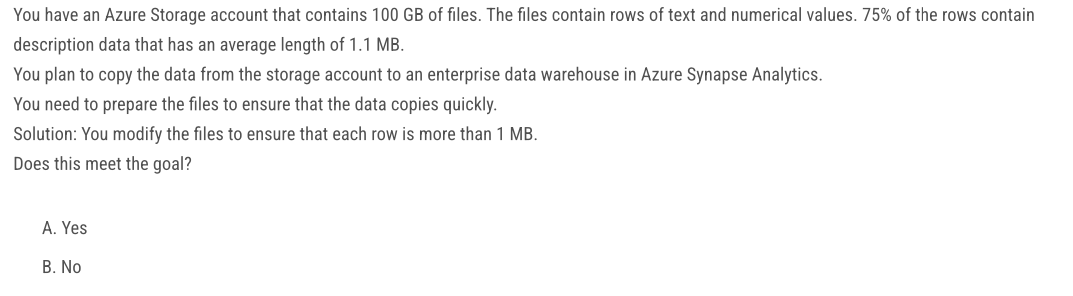 You have an Azure Storage account that contains 100 GB of files. The files contain rows of text and numerical values. 75% of the rows contain
description data that has an average length of 1.1 MB.
You plan to copy the data from the storage account to an enterprise data warehouse in Azure Synapse Analytics.
You need to prepare the files to ensure that the data copies quickly.
Solution: You modify the files to ensure that each row is more than 1 MB.
Does this meet the goal?
A. Yes
B. No